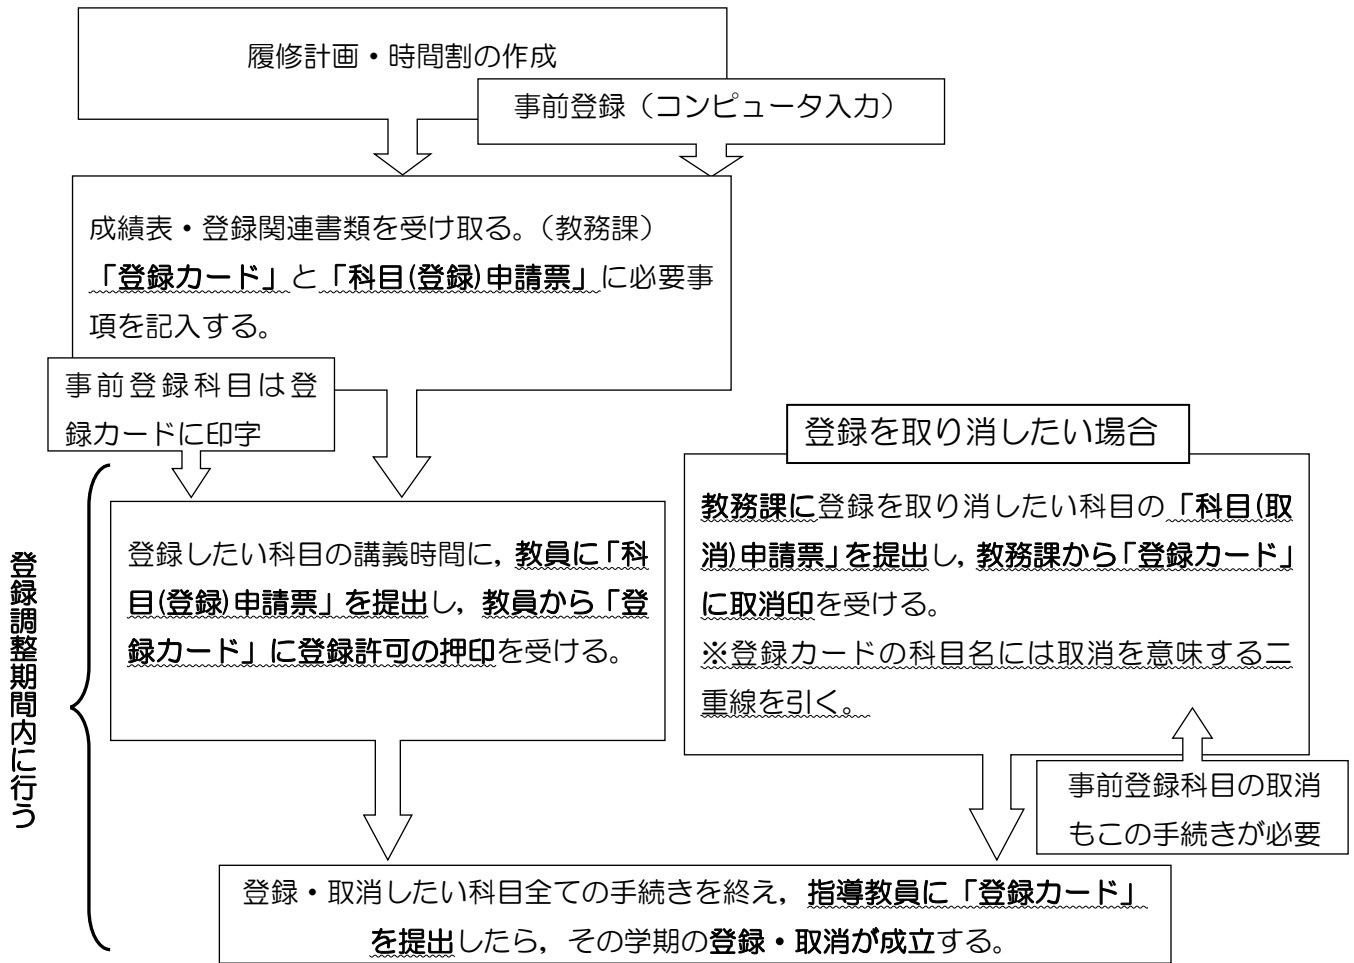 履修計画・時間割の作成
事前登録（コンピュータ入力）
成績表・登録関連書類を受け取る。（教務課）
「登録カード」と「科目(登録)申請票」に必要事
項を記入する。
事前登録科目は登
録カードに印字
登録調整期間内に行う
登録したい科目の講義時間に，教員に「科
目(登録)申請票」を提出し，教員から「登
録カード」に登録許可の押印を受ける。
登録を取り消したい場合
教務課に登録を取り消したい科目の「科目(取
消)申請票」を提出し，教務課から「登録カード」
に取消印を受ける。
※登録カードの科目名には取消を意味する二
重線を引く。
事前登録科目の取消
もこの手続きが必要
登録・取消したい科目全ての手続きを終え，指導教員に「登録カード」
を提出したら，その学期の登録・取消が成立する。